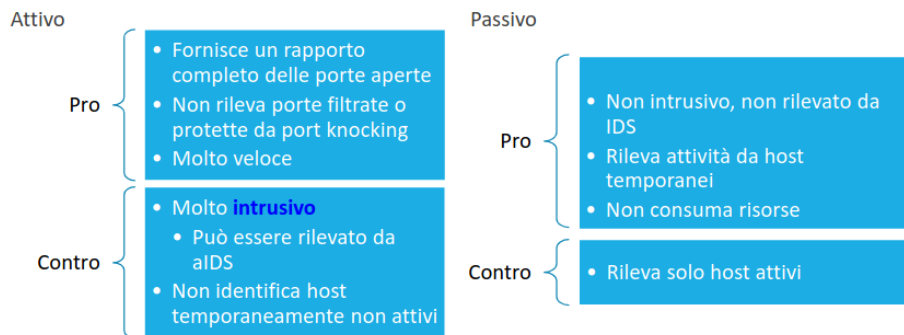 Attivo
Pro
• Fornisce un rapporto
completo delle porte aperte
• Non rileva porte filtrate o
protette da port knocking
• Molto veloce
Contro
• Molto intrusivo
• Può essere rilevato da
aIDS
• Non identifica host
temporaneamente non attivi
Passivo
Pro
• Non intrusivo, non rilevato da
IDS
• Rileva attività da host
temporanei
• Non consuma risorse
Contro
• Rileva solo host attivi